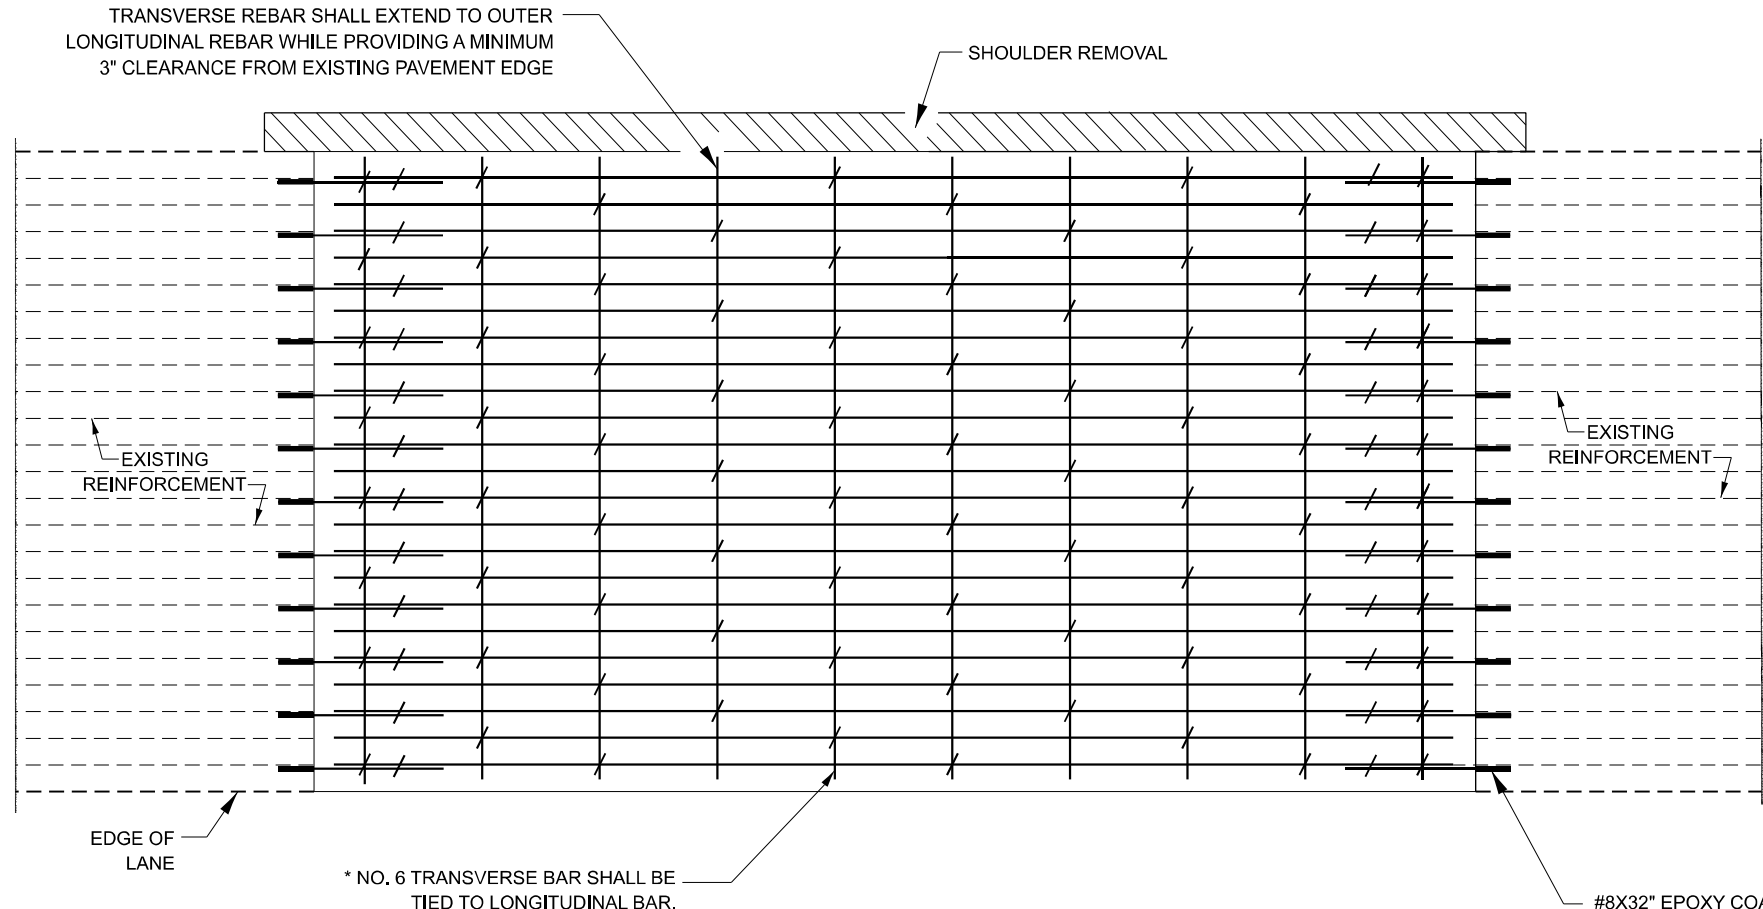 TRANSVERSE REBAR SHALL EXTEND TO OUTER
LONGITUDINAL REBAR WHILE PROVIDING A MINIMUM
3" CLEARANCE FROM EXISTING PAVEMENT EDGE
SHOULDER REMOVAL
EXISTING
REINFORCEMENT
EXISTING
REINFORCEMENT
EDGE OF
LANE
* NO. 6 TRANSVERSE BAR SHALL BE
TIED TO LONGITUDINAL BAR.
#8X32" EPOXY COA